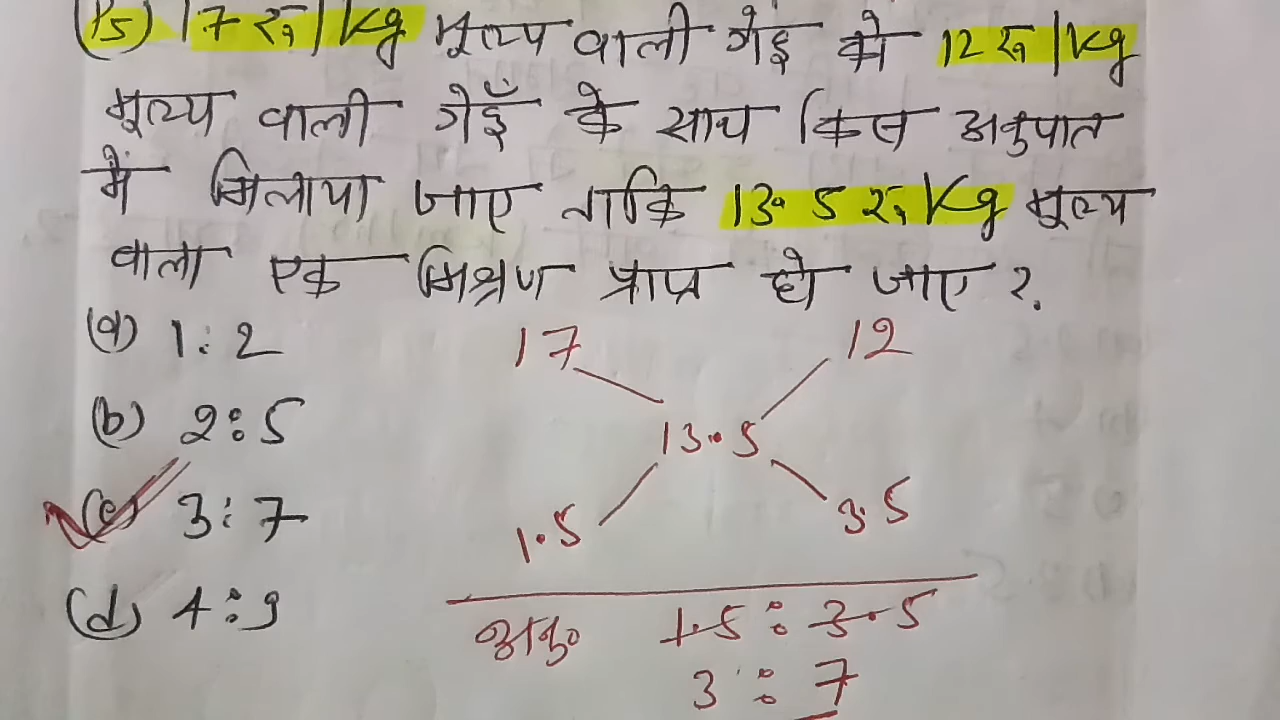 (15) 17 रु./kg मूल्य वाली गेहूँ को 12 रु./kg
मूल्य वाली गेहूँ के साथ किस अनुपात
में मिलाया जाए ताकि 13.5 रु./kg मूल्य
वाला एक मिश्रण प्राप्त हो जाए ?.
(a) 1:2
(b) 2:5
(c) 3:7
(d) 4:9
17 12
13.5
1.5 3.5
अनु० 1.5 : 3.5
3 : 7